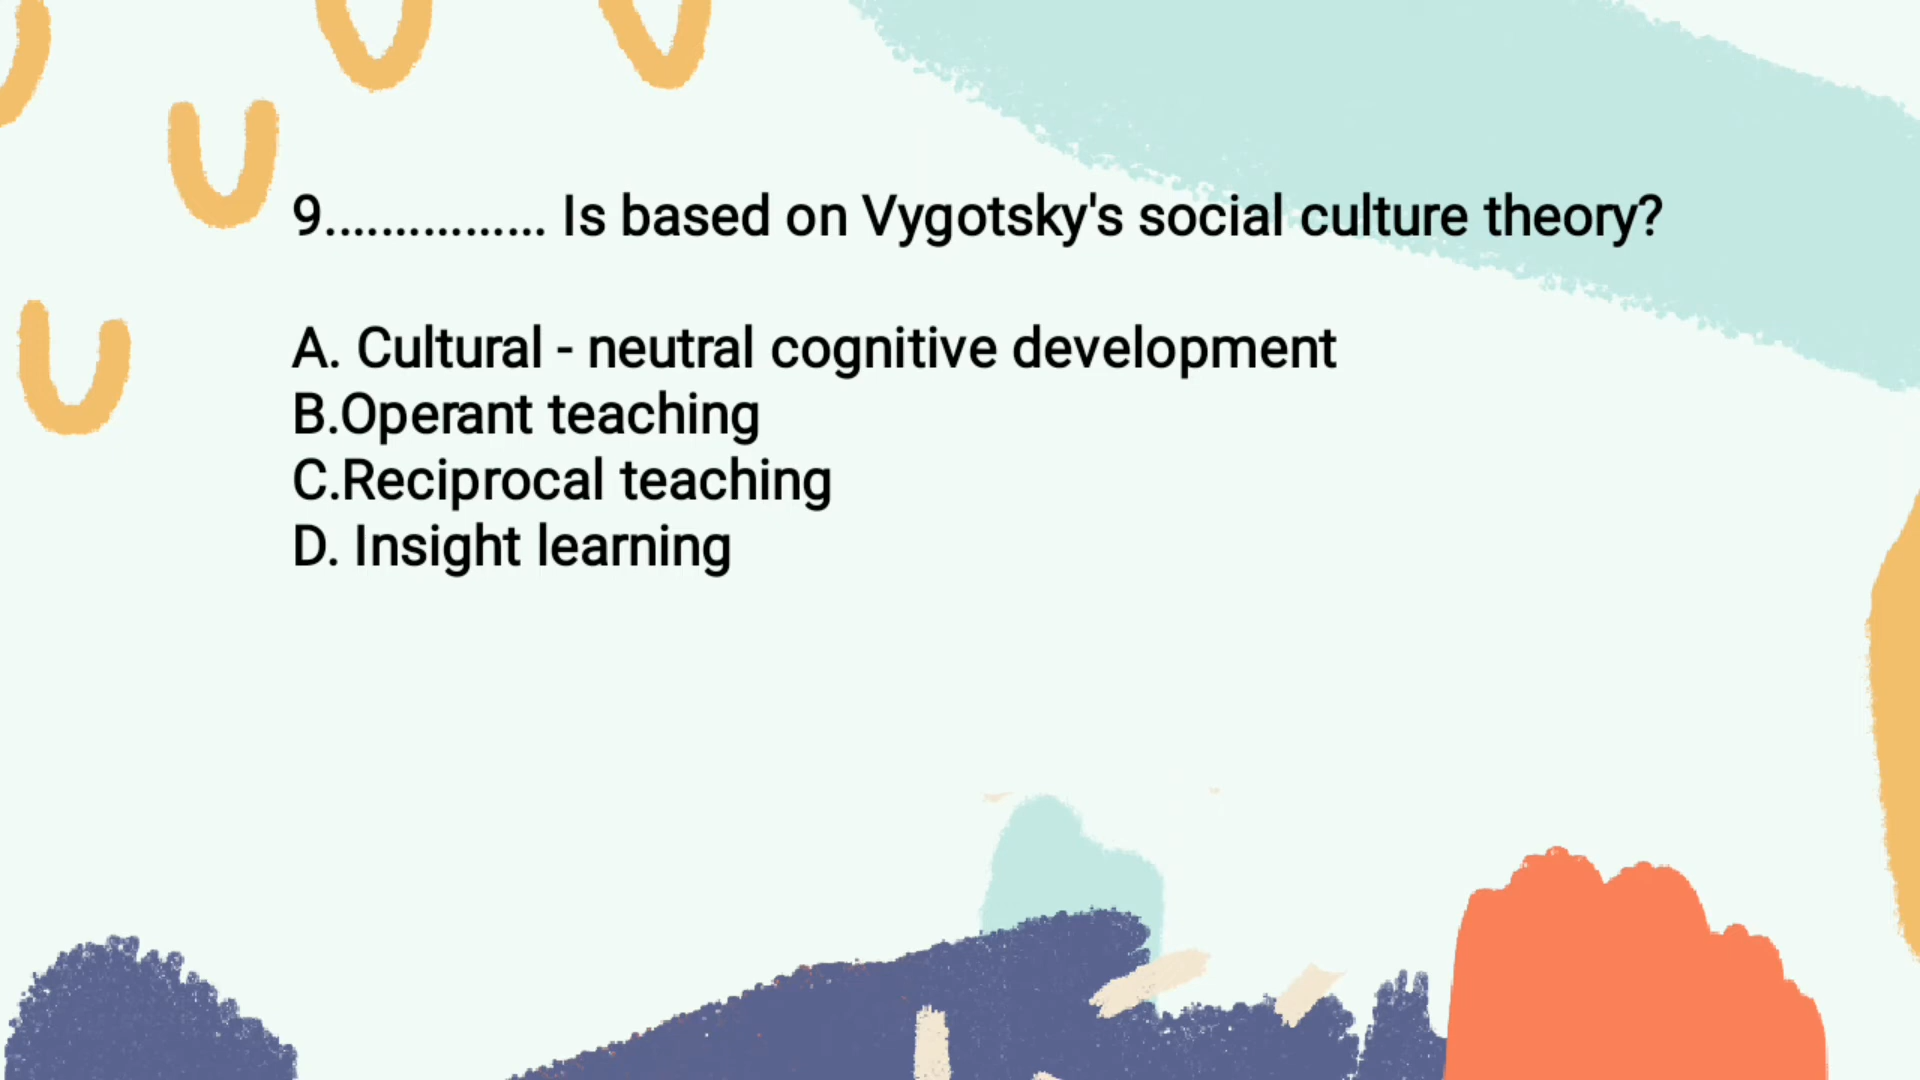 9................ Is based on Vygotsky's social culture theory?
A. Cultural - neutral cognitive development
B.Operant teaching
C.Reciprocal teaching
D. Insight learning